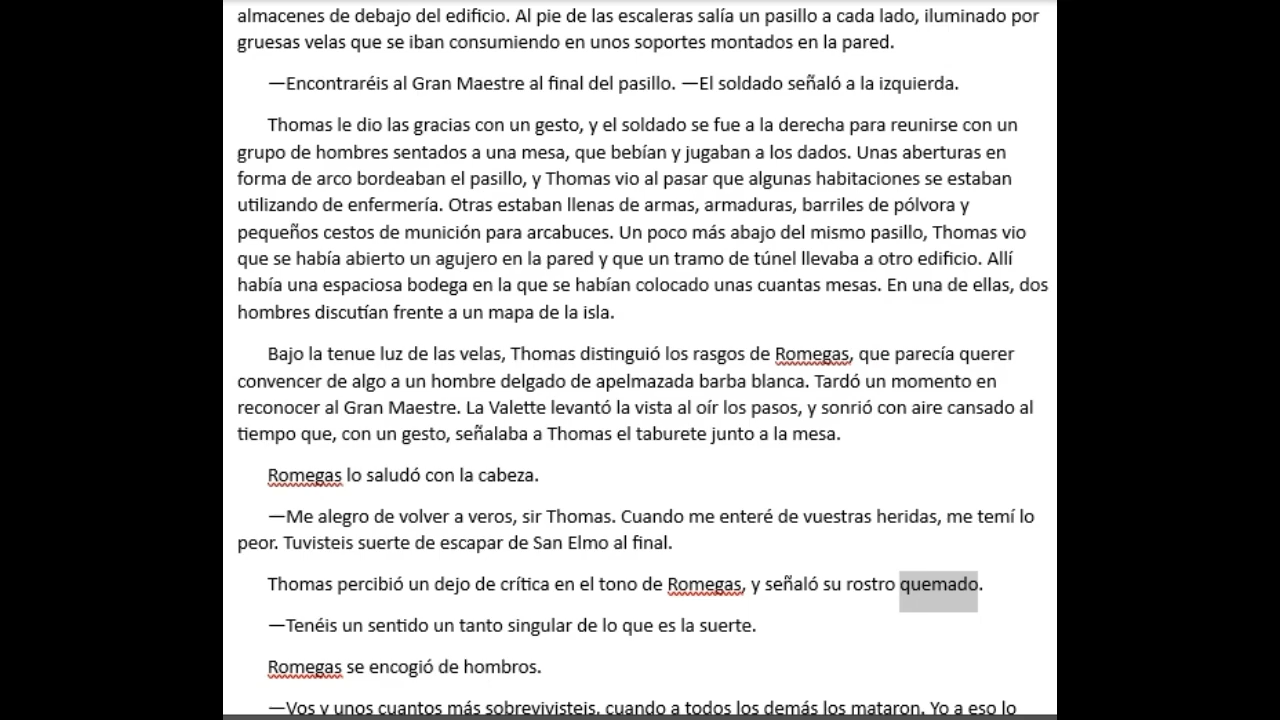 almacenes de debajo del edificio. Al pie de las escaleras salía un pasillo a cada lado, iluminado por
gruesas velas que se iban consumiendo en unos soportes montados en la pared.
—Encontraréis al Gran Maestre al final del pasillo. —El soldado señaló a la izquierda.
Thomas le dio las gracias con un gesto, y el soldado se fue a la derecha para reunirse con un
grupo de hombres sentados a una mesa, que bebían y jugaban a los dados. Unas aberturas en
forma de arco bordeaban el pasillo, y Thomas vio al pasar que algunas habitaciones se estaban
utilizando de enfermería. Otras estaban llenas de armas, armaduras, barriles de pólvora y
pequeños cestos de munición para arcabuces. Un poco más abajo del mismo pasillo, Thomas vio
que se había abierto un agujero en la pared y que un tramo de túnel llevaba a otro edificio. Allí
había una espaciosa bodega en la que se habían colocado unas cuantas mesas. En una de ellas, dos
hombres discutían frente a un mapa de la isla.
Bajo la tenue luz de las velas, Thomas distinguió los rasgos de Romegas, que parecía querer
convencer de algo a un hombre delgado de apelmazada barba blanca. Tardó un momento en
reconocer al Gran Maestre. La Valette levantó la vista al oír los pasos, y sonrió con aire cansado al
tiempo que, con un gesto, señalaba a Thomas el taburete junto a la mesa.
Romegas lo saludó con la cabeza.
—Me alegro de volver a veros, sir Thomas. Cuando me enteré de vuestras heridas, me temí lo
peor. Tuvisteis suerte de escapar de San Elmo al final.
Thomas percibió un dejo de crítica en el tono de Romegas, y señaló su rostro quemado.
—Tenéis un sentido un tanto singular de lo que es la suerte.
Romegas se encogió de hombros.
—Vos y unos cuantos más sobrevivisteis, cuando a todos los demás los mataron. Yo a eso lo